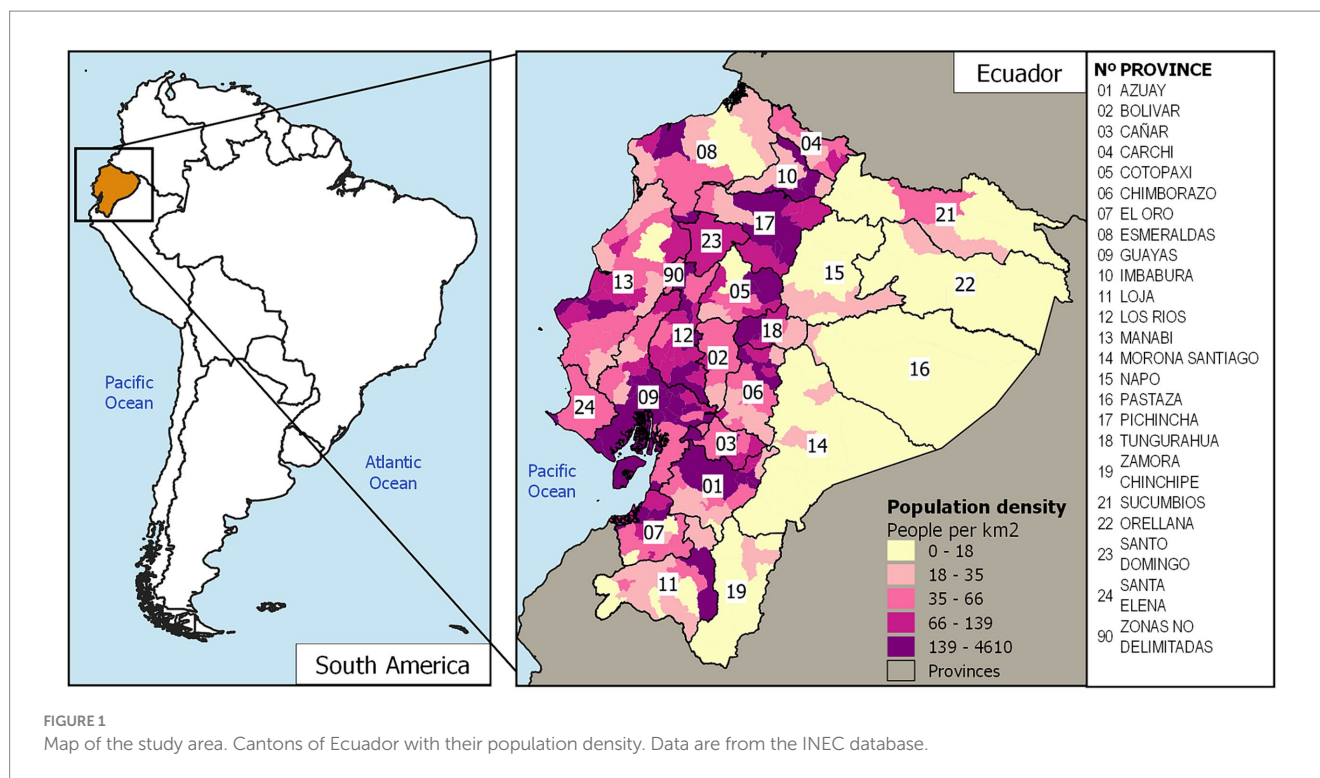 Pacific
Ocean
Atlantic
Ocean
South America
Ecuador
08
04
10
17
21
23
15
22
13
90
05
12
18
02
16
09
06
24
03
14
01
Pacific
Ocean
07
11
19
Population density
People per km2
0 - 18
18 - 35
35 - 66
66 - 139
139 - 4610
Provinces
Nº PROVINCE
01 AZUAY
02 BOLIVAR
03 CAÑAR
04 CARCHI
05 COTOPAXI
06 CHIMBORAZO
07 EL ORO
08 ESMERALDAS
09 GUAYAS
10 IMBABURA
11 LOJA
12 LOS RIOS
13 MANABI
14 MORONA SANTIAGO
15 NAPO
16 PASTAZA
17 PICHINCHA
18 TUNGURAHUA
19 ZAMORA
CHINCHIPE
21 SUCUMBIOS
22 ORELLANA
23 SANTO
DOMINGO
24 SANTA
ELENA
90 ZONAS NO
DELIMITADAS
FIGURE 1
Map of the study area. Cantons of Ecuador with their population density. Data are from the INEC database.